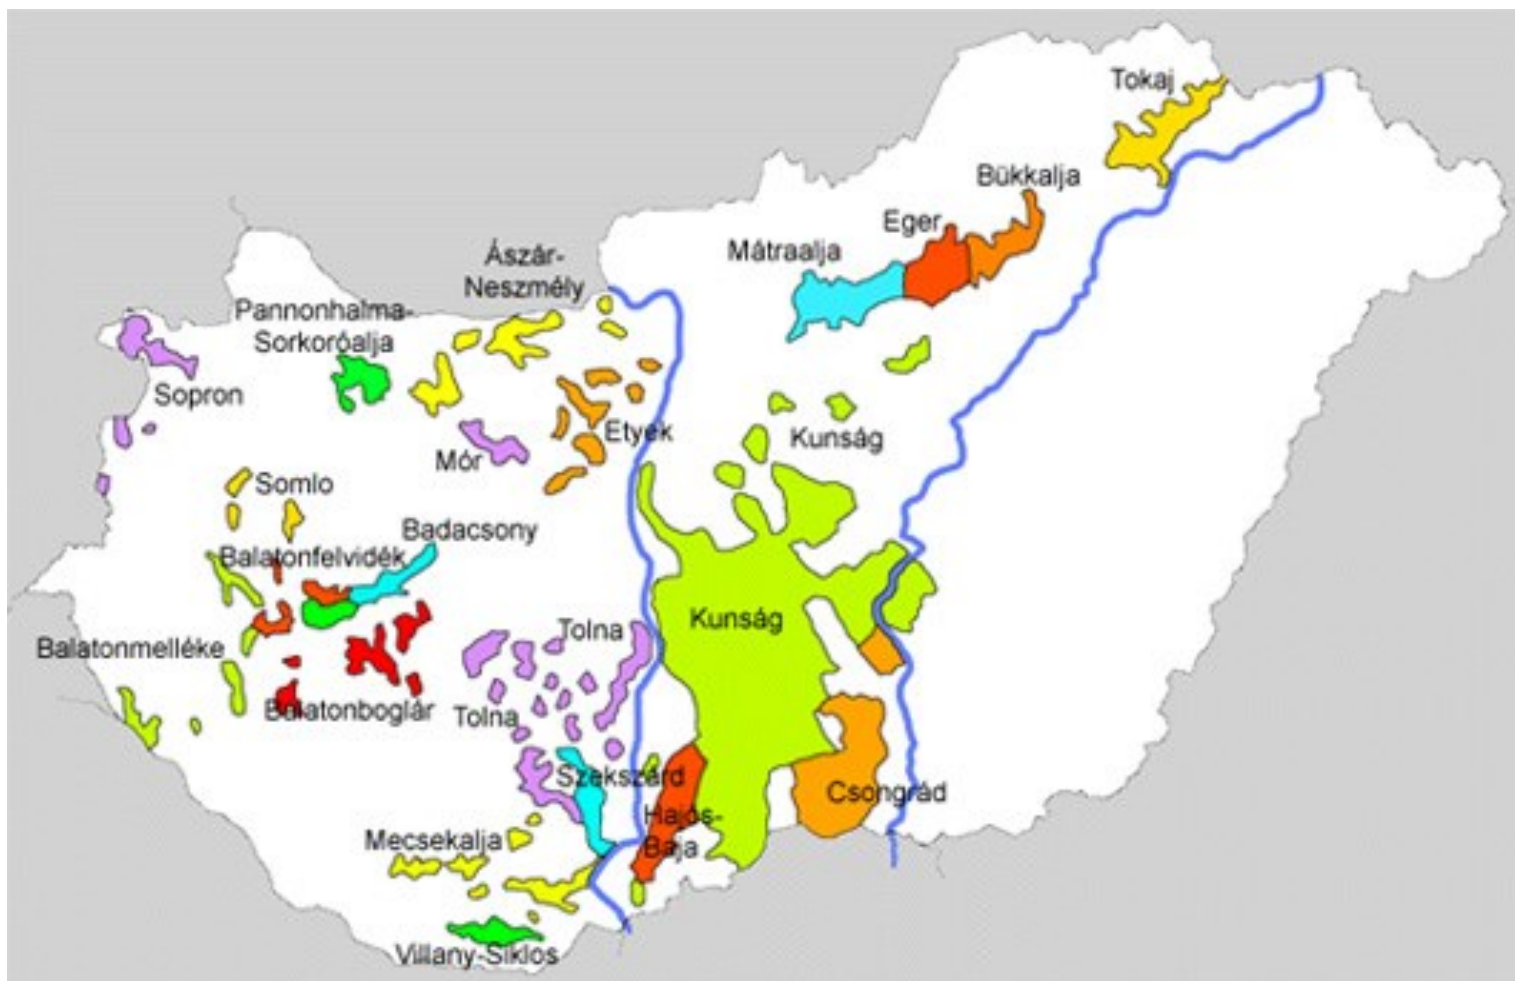 Tokaj
Bükkalja
Eger
Mátraalja
Ászár-
Neszmély
Pannonhalma-
Sorkoróalja
Sopron
Etyek
Kunság
Mór
Somlo
Badacsony
Balatonfelvidék
Kunság
Tolna
Balatonmelléke
Balatonboglár
Tolna
Szekszárd
Csongrád
Hajós-
Baja
Mecsekalja
Villany-Siklos